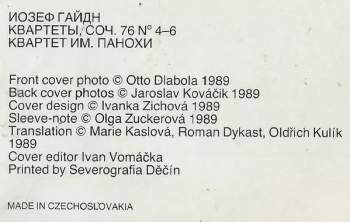 ИОЗЕФ ГАЙДН
КВАРТЕТЫ, СОЧ. 76 № 4–6
КВАРТЕТ ИМ. ПАНОХИ
Front cover photo © Otto Dlabola 1989
Back cover photos © Jaroslav Kováčik 1989
Cover design © Ivanka Zichová 1989
Sleeve-note © Olga Zuckerová 1989
Translation © Marie Kaslová, Roman Dykast, Oldřich Kulík
1989
Cover editor Ivan Vomáčka
Printed by Severografia Děčín
MADE IN CZECHOSLOVAKIA